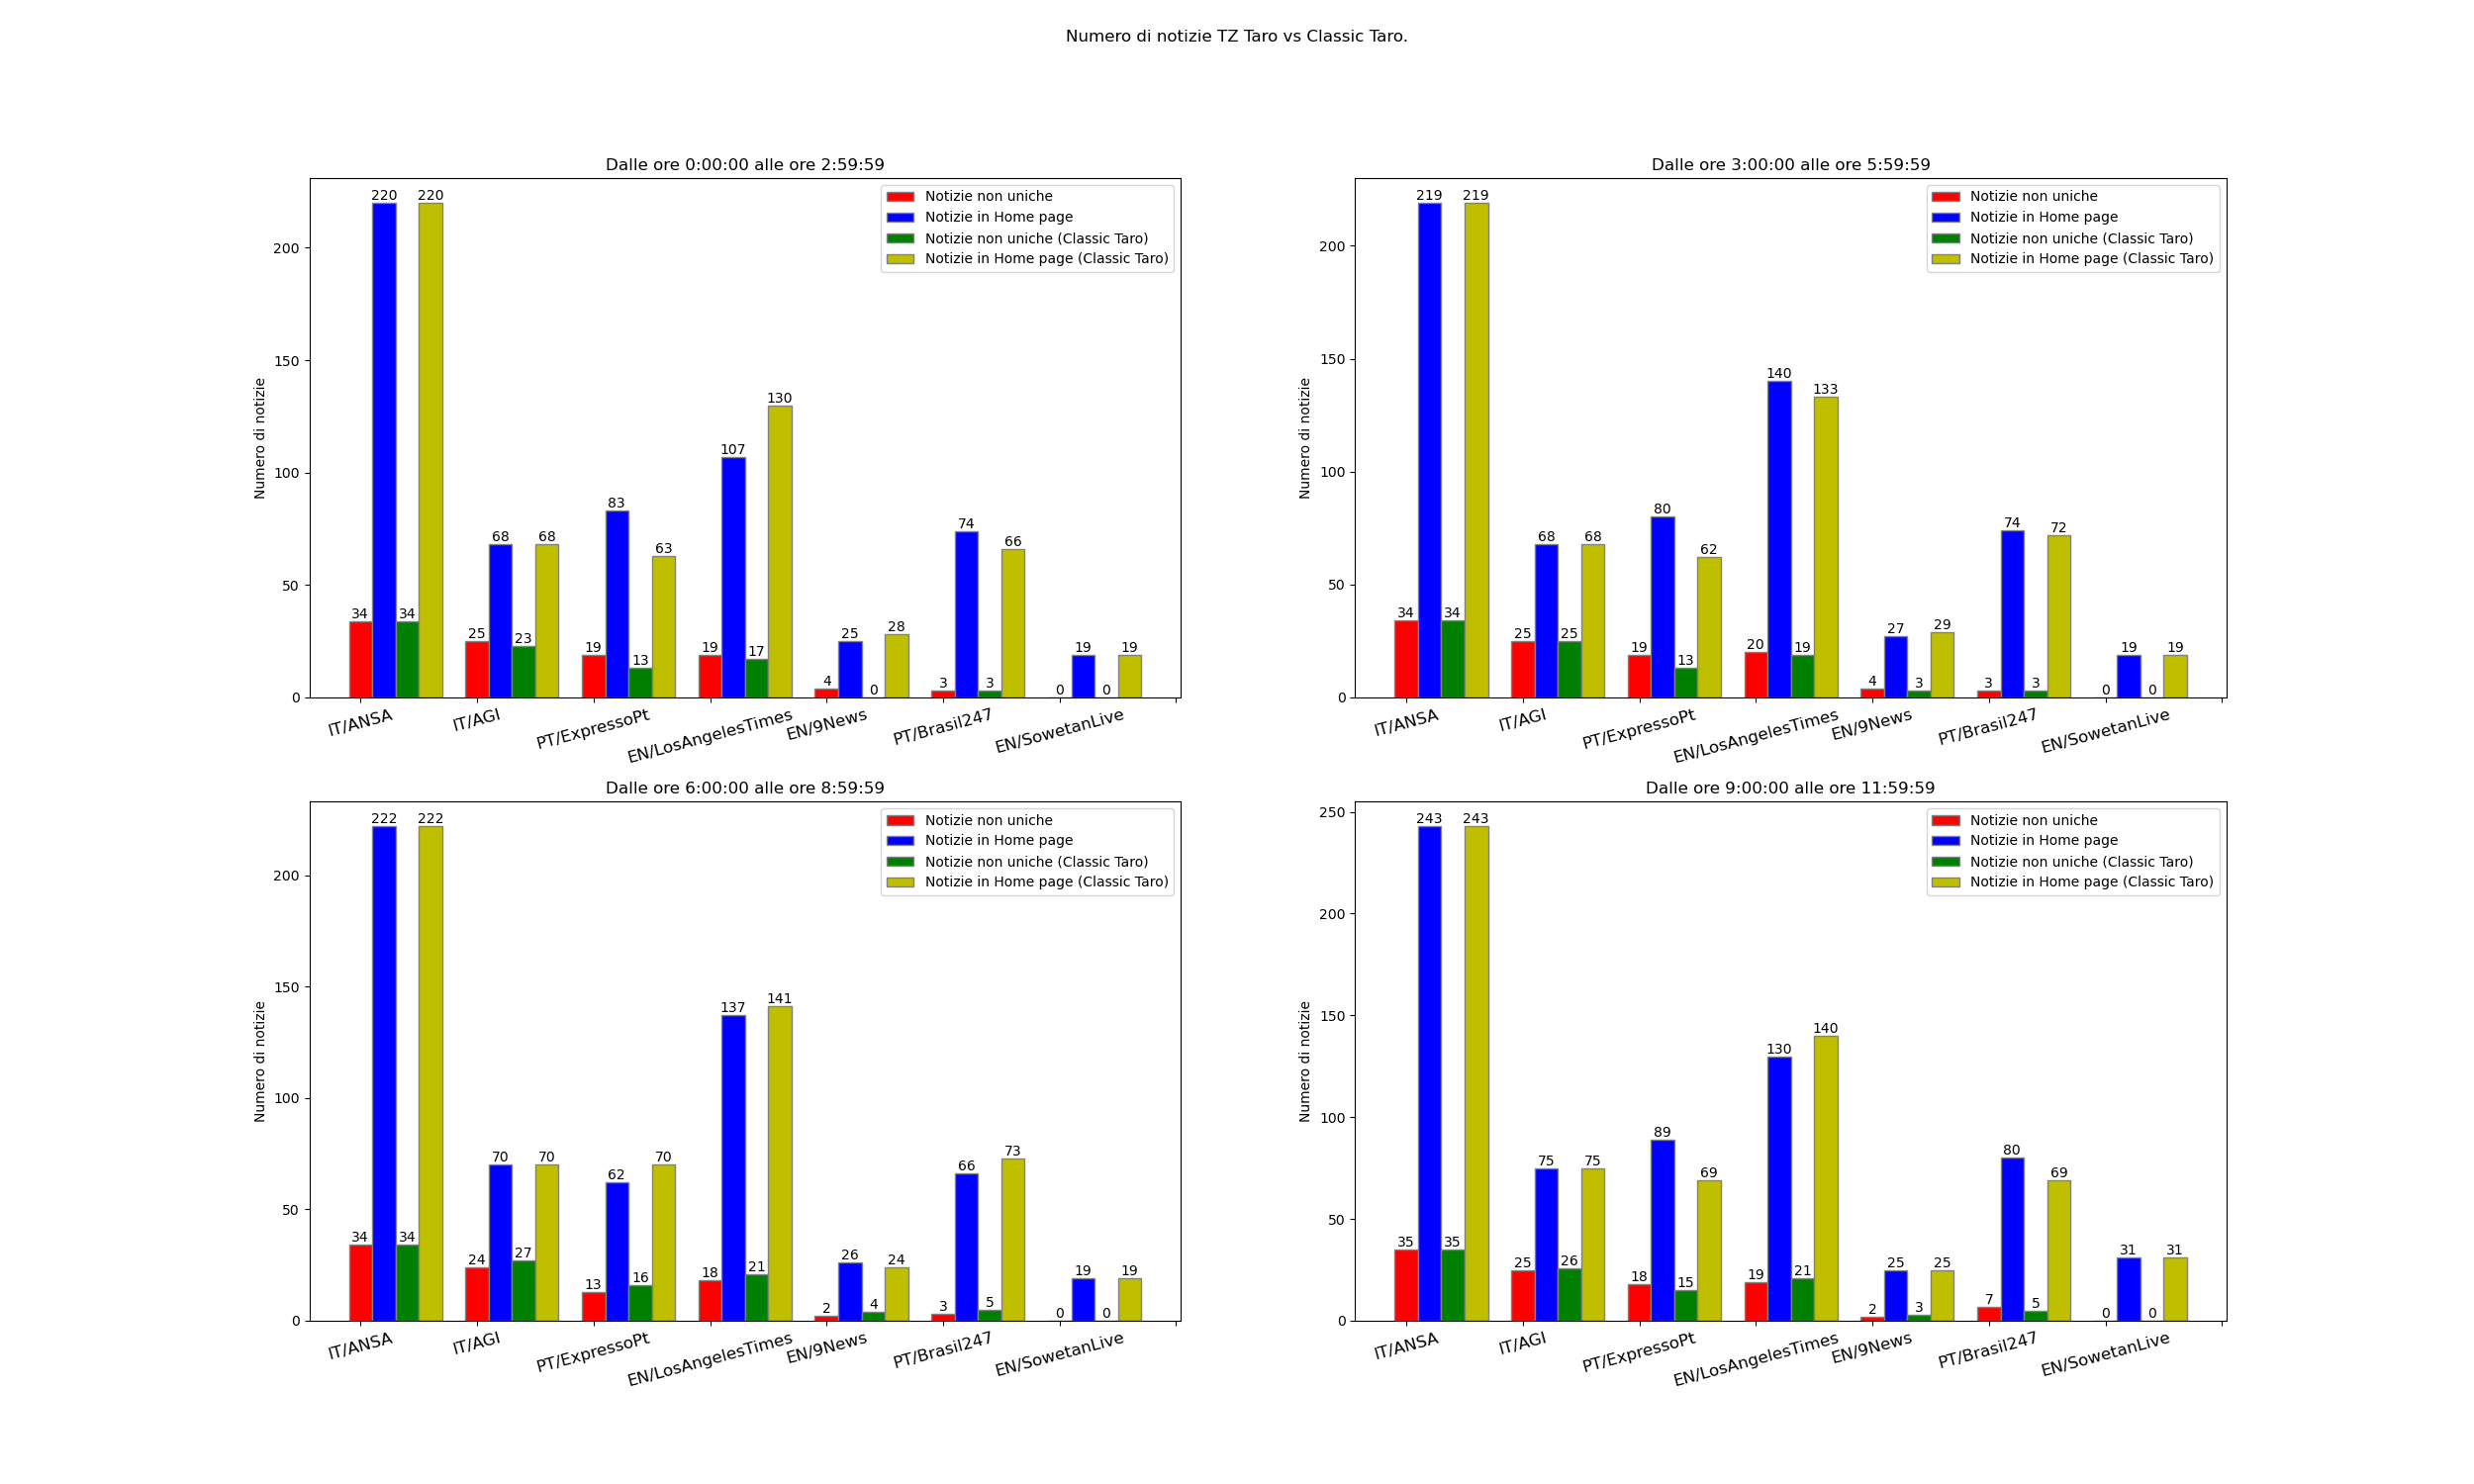 Numero di notizie TZ Taro vs Classic Taro.
Dalle ore 0:00:00 alle ore 2:59:59
Numero di notizie
200
150
100
50
0
Notizie non uniche
Notizie in Home page
Notizie non uniche (Classic Taro)
Notizie in Home page (Classic Taro)
34 220 34 220
25 68 23 68
19 83 13 63
19 107 17 130
4 25 0 28
3 74 3 66
0 19 0 19
IT/ANSA
IT/AGI
PT/ExpressoPt
EN/LosAngelesTimes
EN/9News
PT/Brasil247
EN/SowetanLive
Dalle ore 3:00:00 alle ore 5:59:59
Numero di notizie
200
150
100
50
0
Notizie non uniche
Notizie in Home page
Notizie non uniche (Classic Taro)
Notizie in Home page (Classic Taro)
34 219 34 219
25 68 25 68
19 80 13 62
20 140 19 133
4 27 3 29
3 74 3 72
0 19 0 19
IT/ANSA
IT/AGI
PT/ExpressoPt
EN/LosAngelesTimes
EN/9News
PT/Brasil247
EN/SowetanLive
Dalle ore 6:00:00 alle ore 8:59:59
Numero di notizie
200
150
100
50
0
Notizie non uniche
Notizie in Home page
Notizie non uniche (Classic Taro)
Notizie in Home page (Classic Taro)
34 222 34 222
24 70 27 70
13 62 16 70
18 137 21 141
2 26 4 24
3 66 5 73
0 19 0 19
IT/ANSA
IT/AGI
PT/ExpressoPt
EN/LosAngelesTimes
EN/9News
PT/Brasil247
EN/SowetanLive
Dalle ore 9:00:00 alle ore 11:59:59
Numero di notizie
250
200
150
100
50
0
Notizie non uniche
Notizie in Home page
Notizie non uniche (Classic Taro)
Notizie in Home page (Classic Taro)
35 243 35 243
25 75 26 75
18 89 15 69
19 130 21 140
2 25 3 25
7 80 5 69
0 31 0 31
IT/ANSA
IT/AGI
PT/ExpressoPt
EN/LosAngelesTimes
EN/9News
PT/Brasil247
EN/SowetanLive